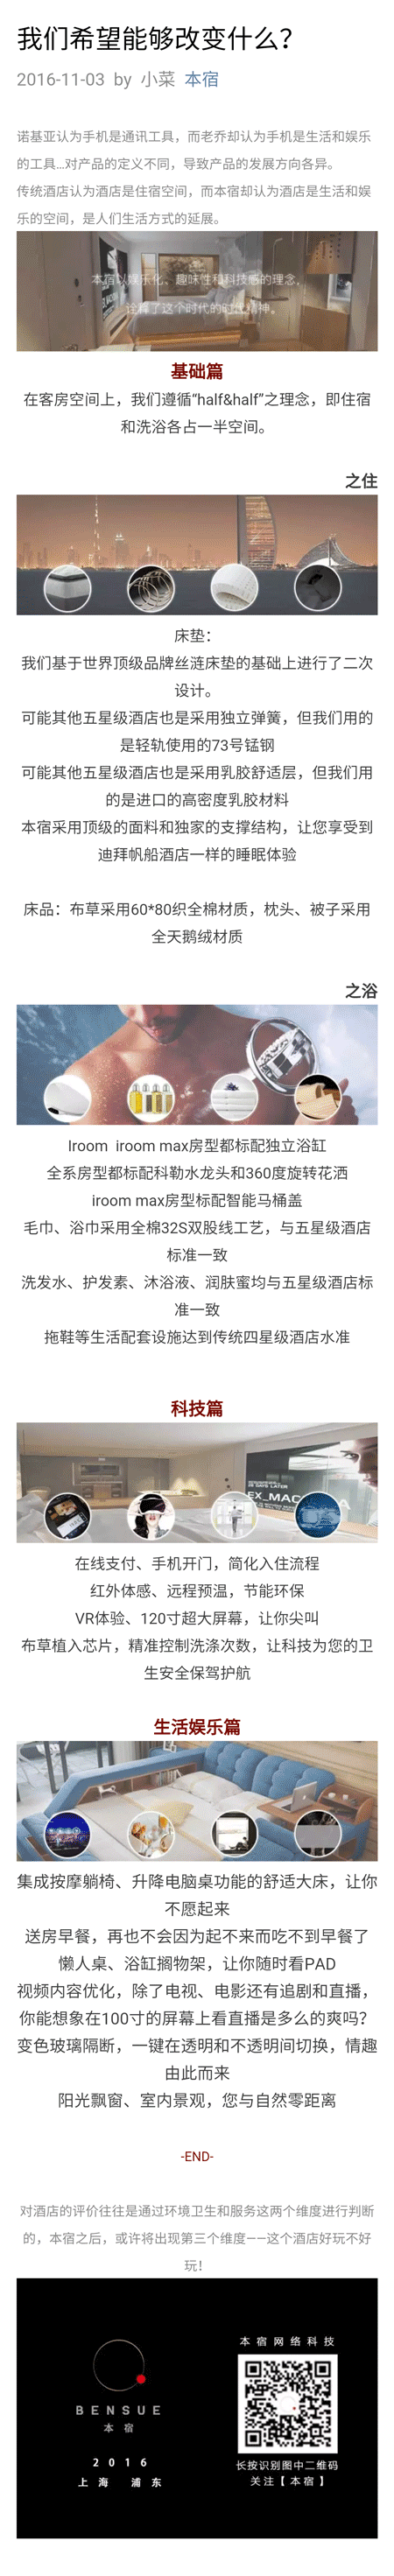 我们希望能够改变什么？
2016-11-03 by 小菜 本宿
诺基亚认为手机是通讯工具，而老乔却认为手机是生活和娱乐
的工具...对产品的定义不同，导致产品的发展方向各异。
传统酒店认为酒店是住宿空间，而本宿却认为酒店是生活和娱
乐的空间，是人们生活方式的延展。
本宿以娱乐化、趣味性和科技感的理念，
诠释了这个时代的时代精神。
基础篇
在客房空间上，我们遵循“half&half”之理念，即住宿
和洗浴各占一半空间。
之住
床垫：
我们基于世界顶级品牌丝涟床垫的基础上进行了二次
设计。
可能其他五星级酒店也是采用独立弹簧，但我们用的
是轻轨使用的73号锰钢
可能其他五星级酒店也是采用乳胶舒适层，但我们用
的是进口的高密度乳胶材料
本宿采用顶级的面料和独家的支撑结构，让您享受到
迪拜帆船酒店一样的睡眠体验
床品：布草采用60*80织全棉材质，枕头、被子采用
全天鹅绒材质
之浴
Iroom iroom max房型都标配独立浴缸
全系房型都标配科勒水龙头和360度旋转花洒
iroom max房型标配智能马桶盖
毛巾、浴巾采用全棉32S双股线工艺，与五星级酒店
标准一致
洗发水、护发素、沐浴液、润肤蜜均与五星级酒店标
准一致
拖鞋等生活配套设施达到传统四星级酒店水准
科技篇
EX_MAC
在线支付、手机开门，简化入住流程
红外体感、远程预温，节能环保
VR体验、120寸超大屏幕，让你尖叫
布草植入芯片，精准控制洗涤次数，让科技为您的卫
生安全保驾护航
生活娱乐篇
集成按摩躺椅、升降电脑桌功能的舒适大床，让你
不愿起来
送房早餐，再也不会因为起不来而吃不到早餐了
懒人桌、浴缸搁物架，让你随时看PAD
视频内容优化，除了电视、电影还有追剧和直播，
你能想象在100寸的屏幕上看直播是多么的爽吗？
变色玻璃隔断，一键在透明和不透明间切换，情趣
由此而来
阳光飘窗、室内景观，您与自然零距离
-END-
对酒店的评价往往是通过环境卫生和服务这两个维度进行判断
的，本宿之后，或许将出现第三个维度——这个酒店好玩不好
玩！
本宿网络科技
BENSUE
本宿
2016
上海 浦东
长按识别图中二维码
关注【本宿】